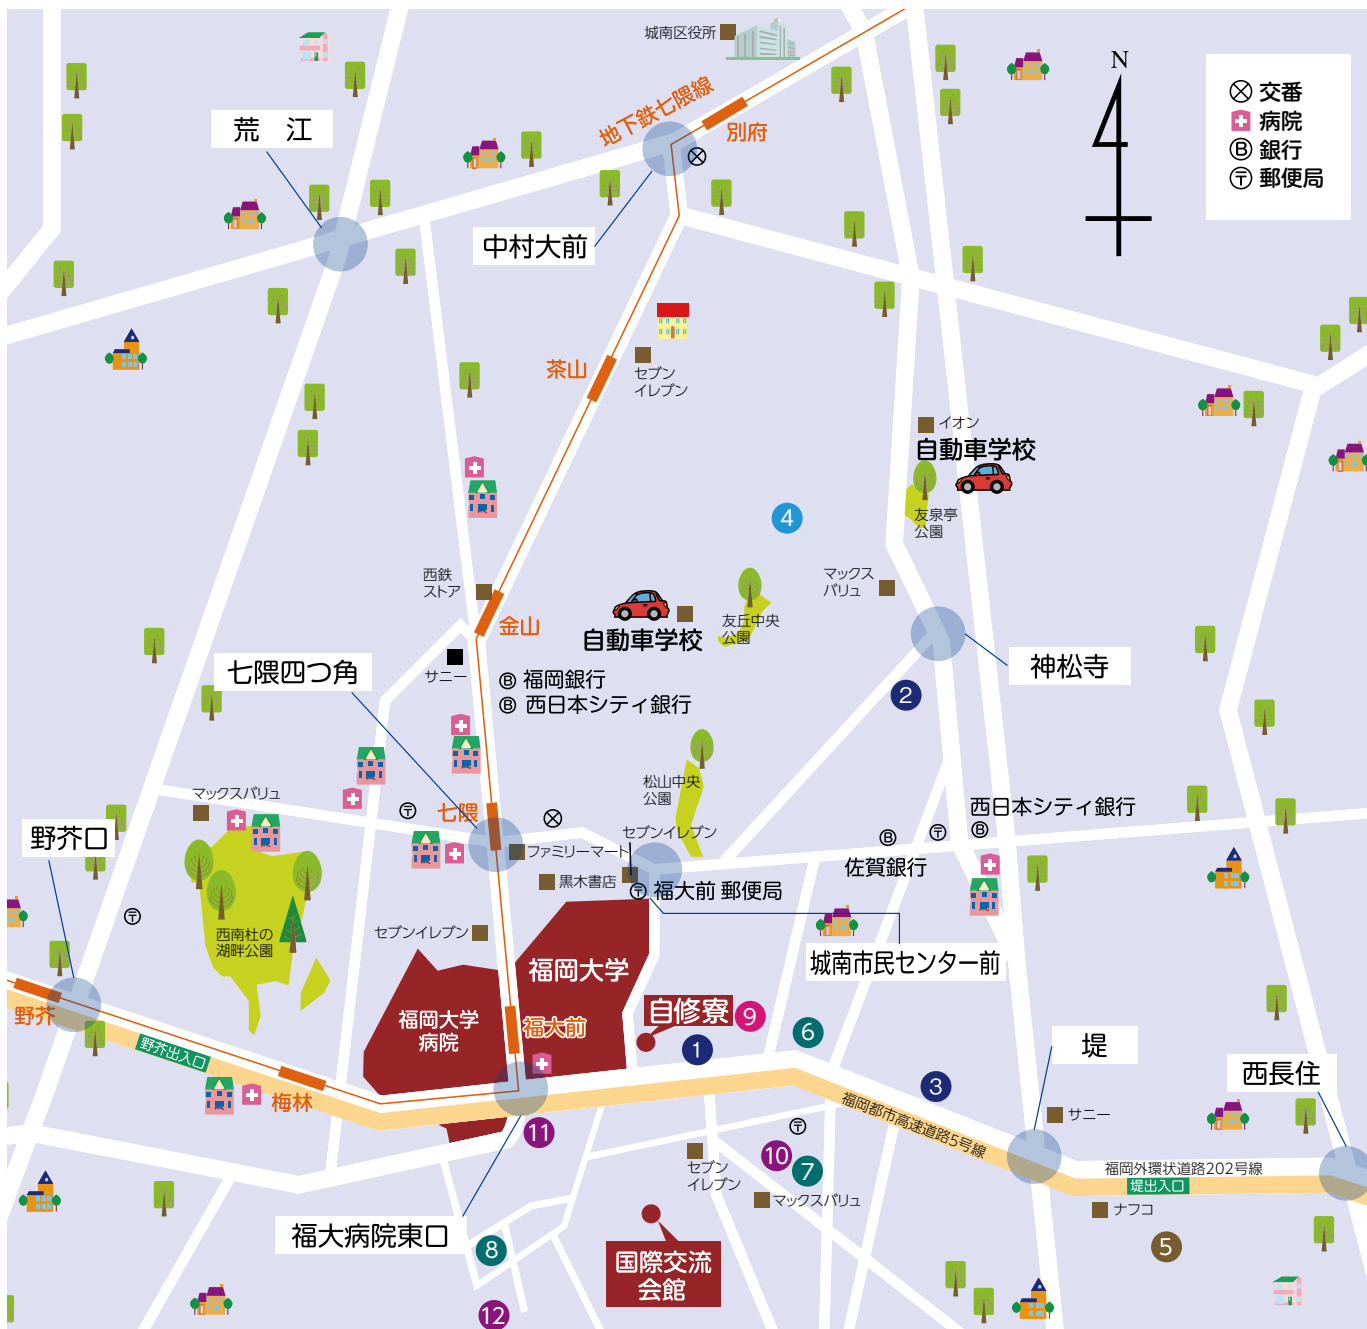 城南区役所
N
交番
病院
Ⓑ 銀行
〶 郵便局
地下鉄七隈線
別府
荒　江
中村大前
茶山
セブン
イレブン
イオン
自動車学校
友泉亭
公園
4
西鉄
ストア
金山
自動車学校
友丘中央
公園
マックス
バリュ
神松寺
七隈四つ角
サニー
Ⓑ 福岡銀行
Ⓑ 西日本シティ銀行
2
マックスバリュ
七隈
松山中央
公園
セブンイレブン
西日本シティ銀行
Ⓑ
Ⓑ
佐賀銀行
野芥口
ファミリーマート
黒木書店
〶 福大前 郵便局
西南杜の
湖畔公園
セブンイレブン
福岡大学
城南市民センター前
福岡大学
病院
福大前
自修寮
9
1
6
野芥
野芥出入口
梅林
堤
西長住
3
福岡都市高速道路5号線
サニー
11
10
7
セブン
イレブン
マックスバリュ
福岡外環状道路202号線
堤出入口
ナフコ
福大病院東口
8
国際交流
会館
5
12